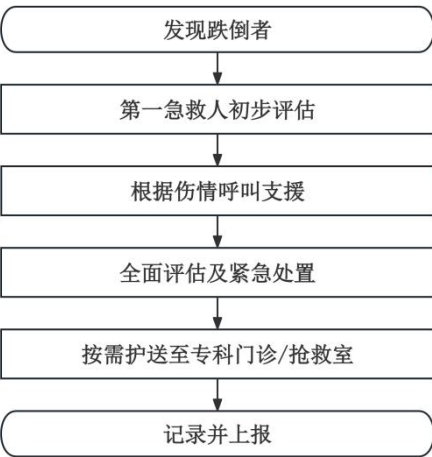 发现跌倒者
第一急救人初步评估
根据伤情呼叫支援
全面评估及紧急处置
按需护送至专科门诊/抢救室
记录并上报